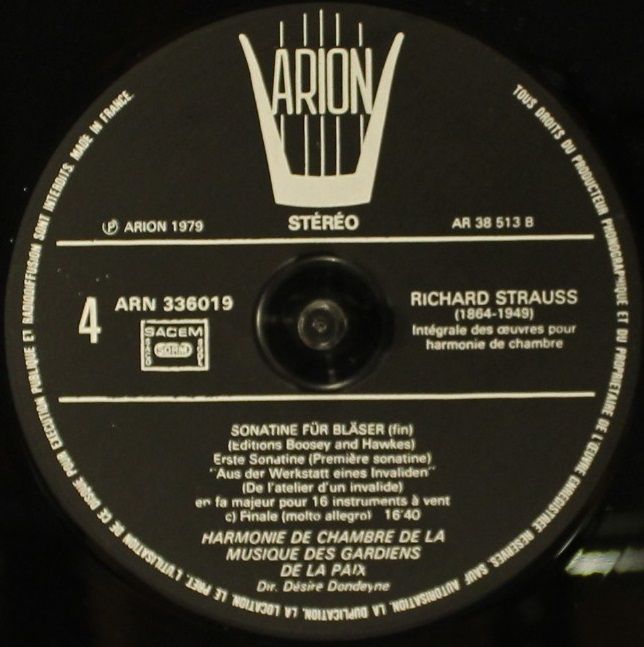 ARION
STÉRÉO
℗ ARION 1979
AR 38 513 B
4
ARN 336019
SACEM
SDRM
RICHARD STRAUSS
(1864-1949)
Intégrale des œuvres pour
harmonie de chambre
SONATINE FÜR BLÄSER (fin)
(Editions Boosey and Hawkes)
Erste Sonatine (Première sonatine)
"Aus der Werkstatt eines Invaliden"
(De l'atelier d'un invalide)
en fa majeur pour 16 instruments à vent
c) Finale (molto allegro) 16'40
HARMONIE DE CHAMBRE DE LA
MUSIQUE DES GARDIENS
DE LA PAIX
Dir. Désiré Dondeyne
TOUS DROITS DU PRODUCTEUR PHONOGRAPHIQUE ET DU PROPRIETAIRE DE L'ŒUVRE ENREGISTREE RESERVES. SAUF AUTORISATION, LA DUPLICATION, LA LOCATION, LE PRET, L'UTILISATION DE CE DISQUE POUR EXECUTION PUBLIQUE ET RADIODIFFUSION SONT INTERDITS. MADE IN FRANCE.